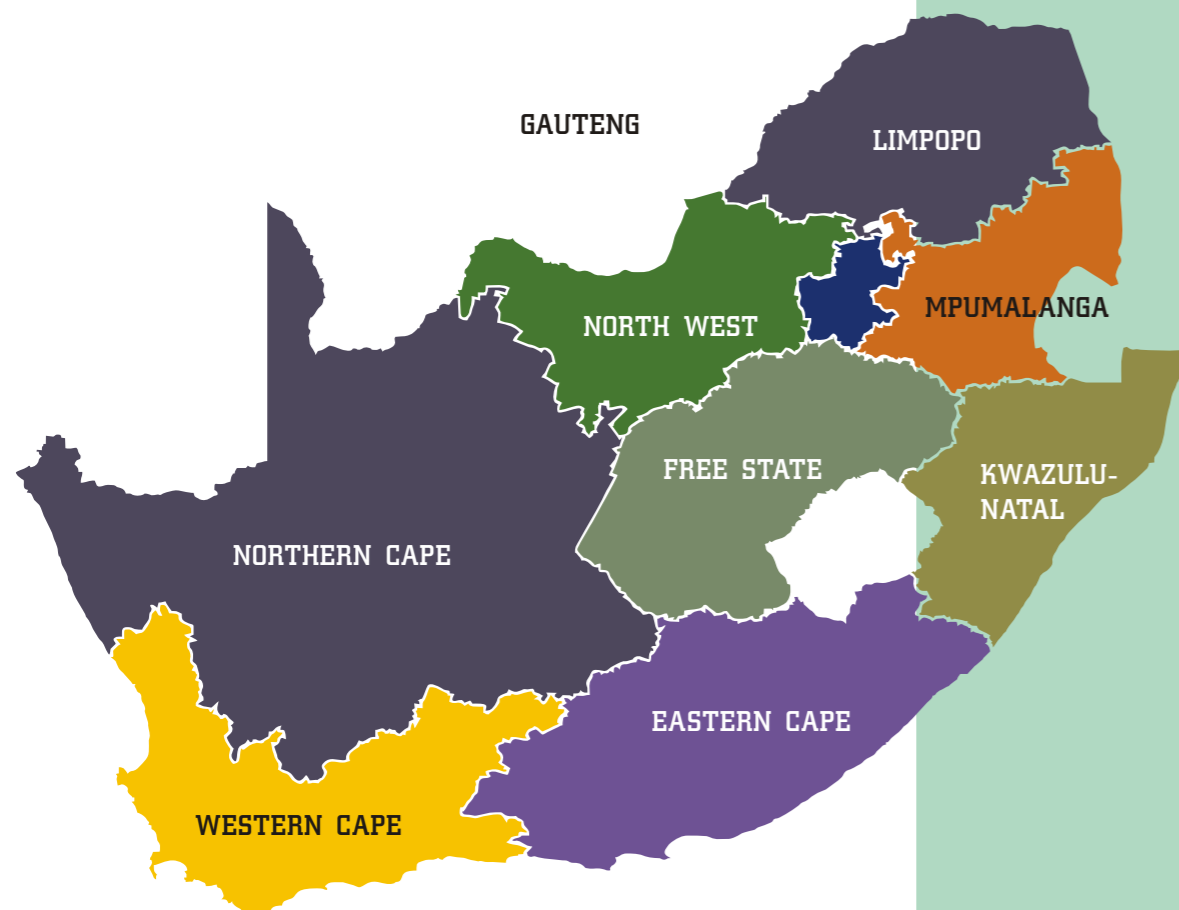 GAUTENG
LIMPOPO
MPUMALANGA
NORTH WEST
FREE STATE
KWAZULU-
NATAL
NORTHERN CAPE
EASTERN CAPE
WESTERN CAPE